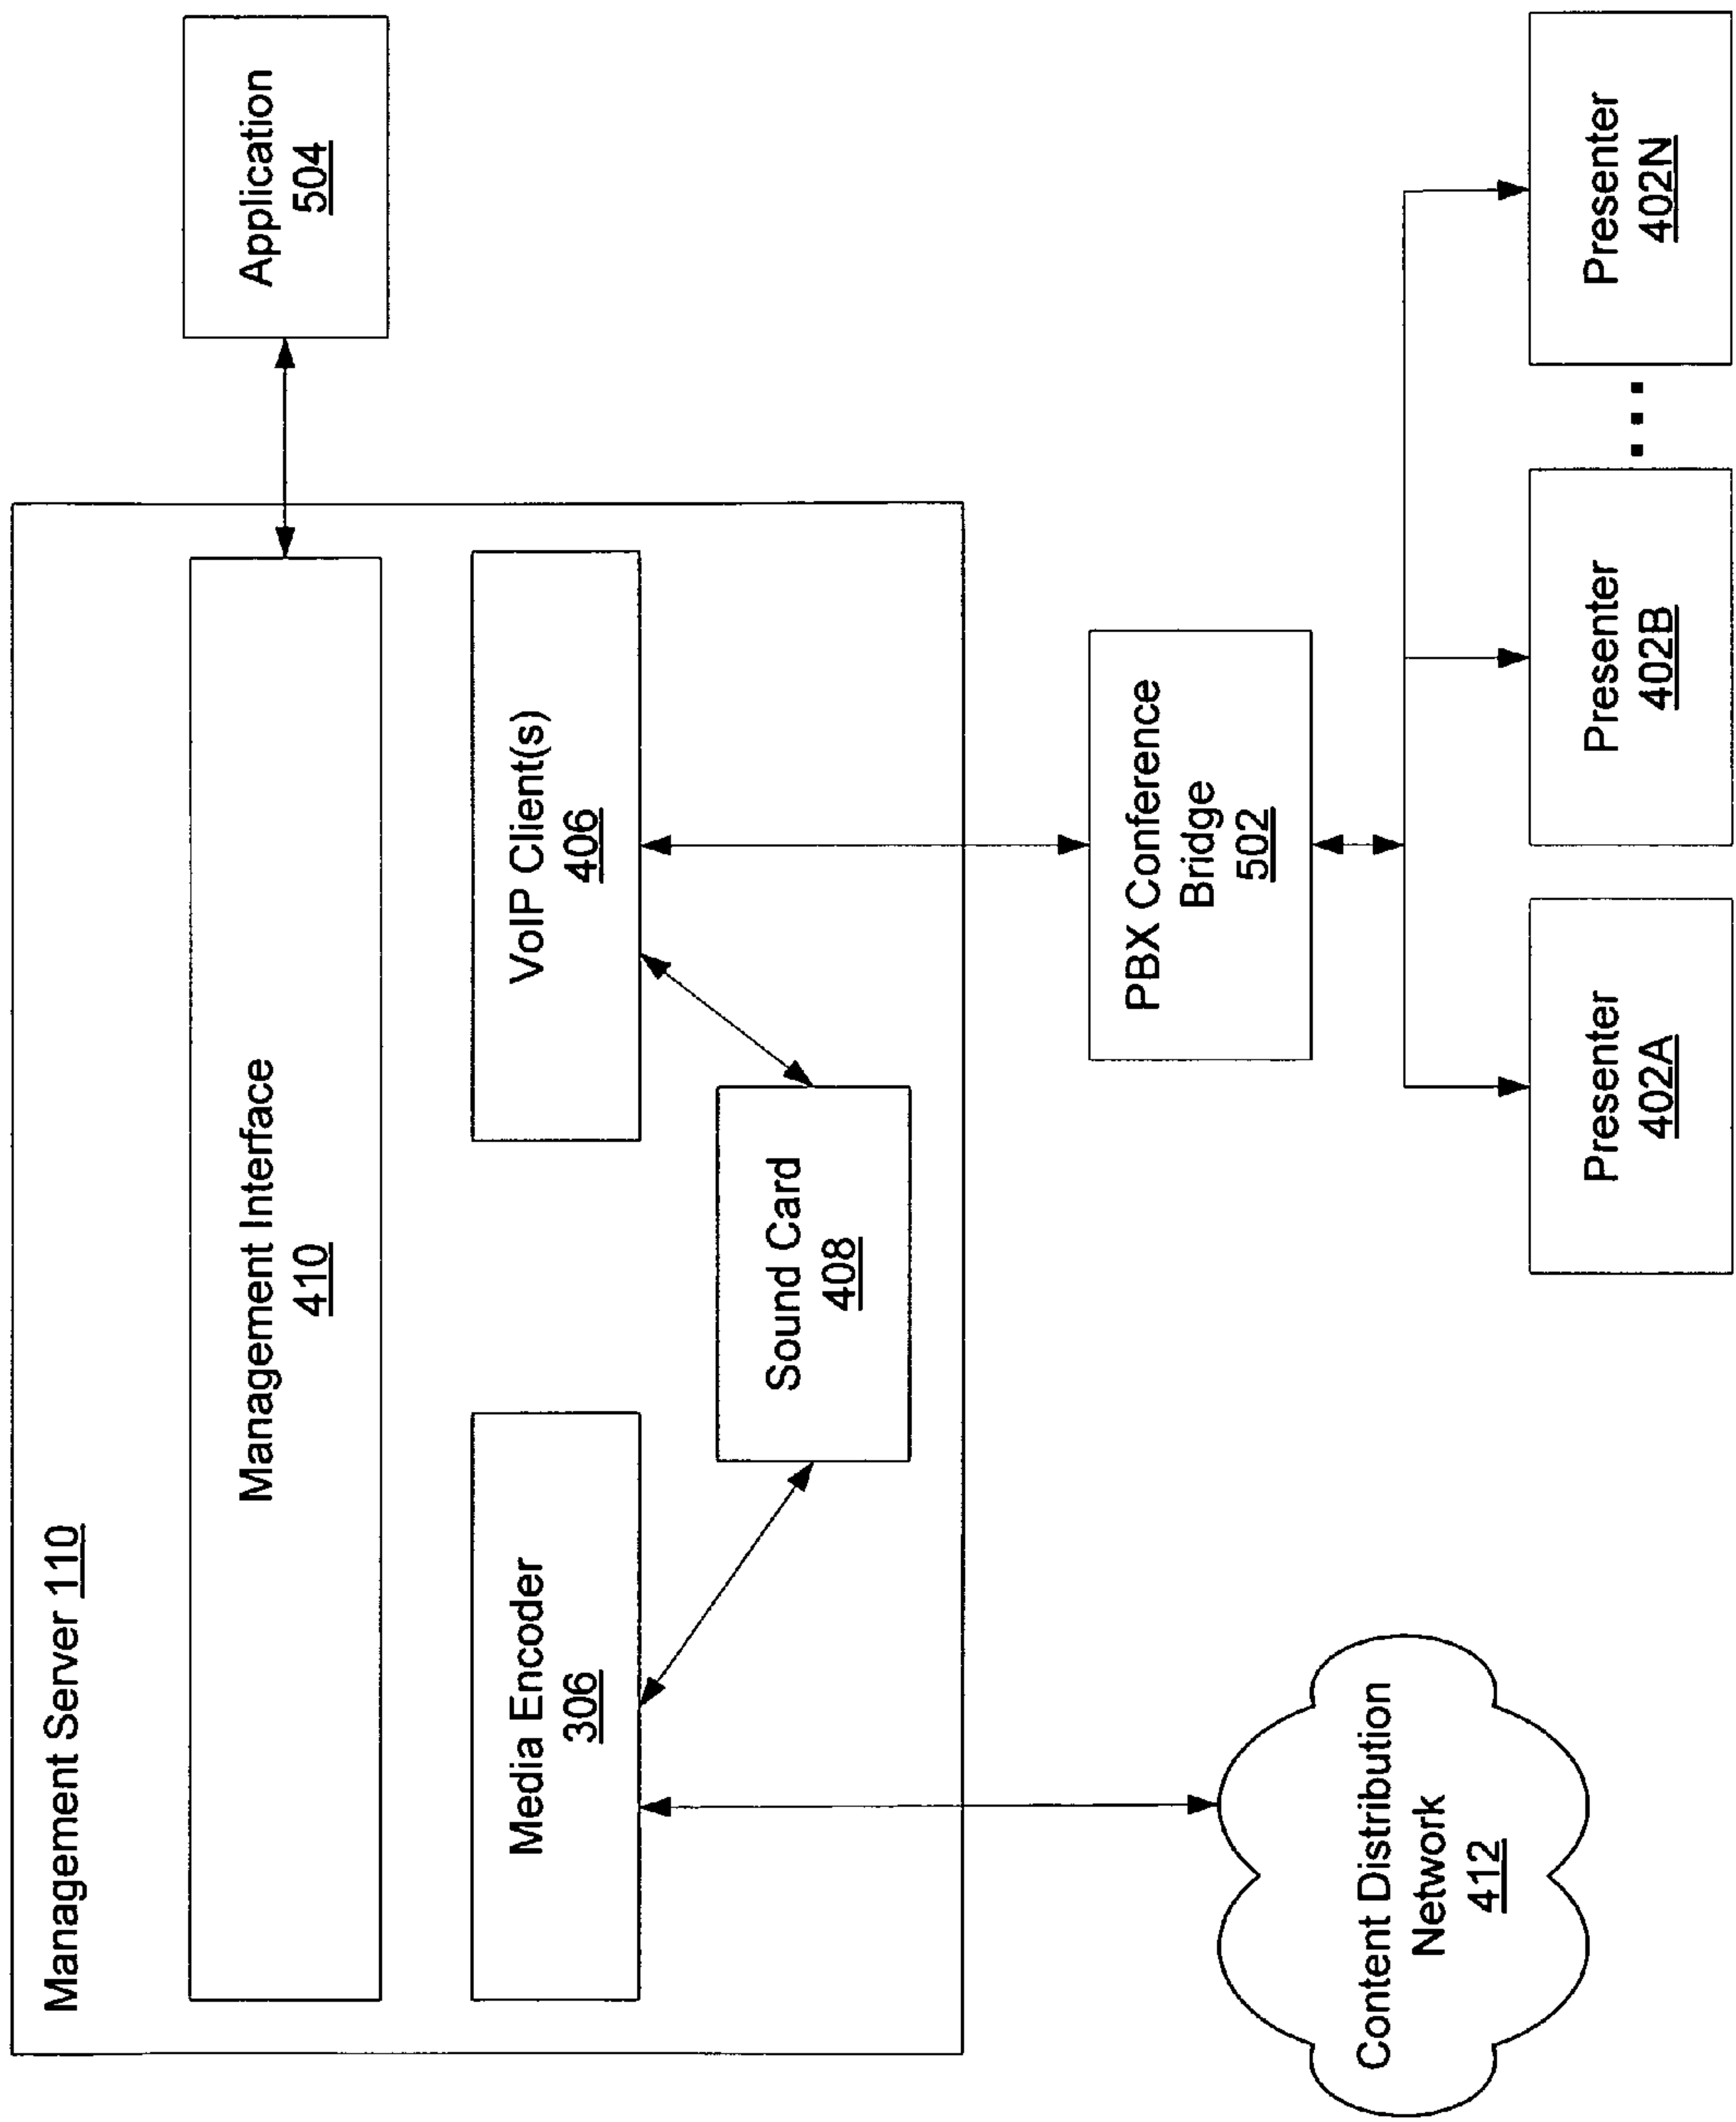 Management Server 110
Management Interface
410
Application
504
Media Encoder
306
VoIP Client(s)
406
Sound Card
408
PBX Conference
Bridge
502
Content Distribution
Network
412
Presenter
402A
Presenter
402B
...
Presenter
402N